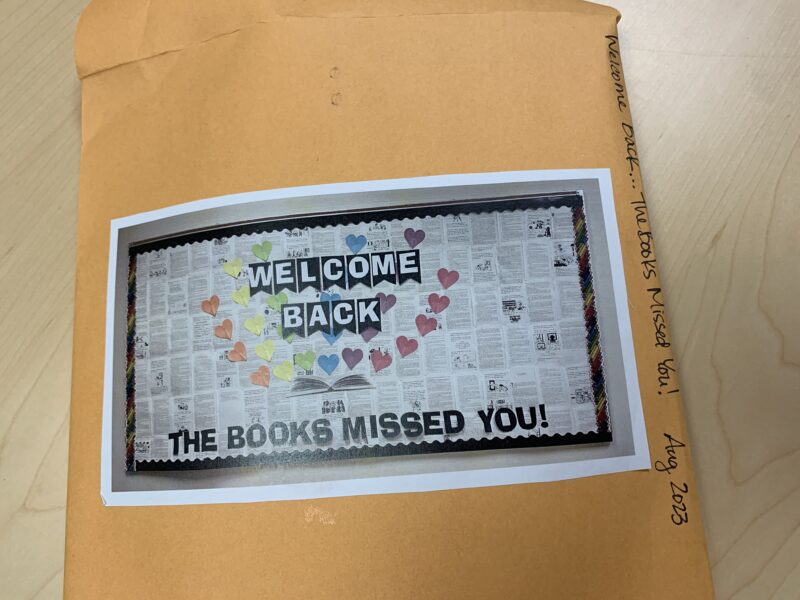 WELCOME
BACK
THE BOOKS MISSED YOU!
Welcome Back... The Books Missed You! Aug 2023